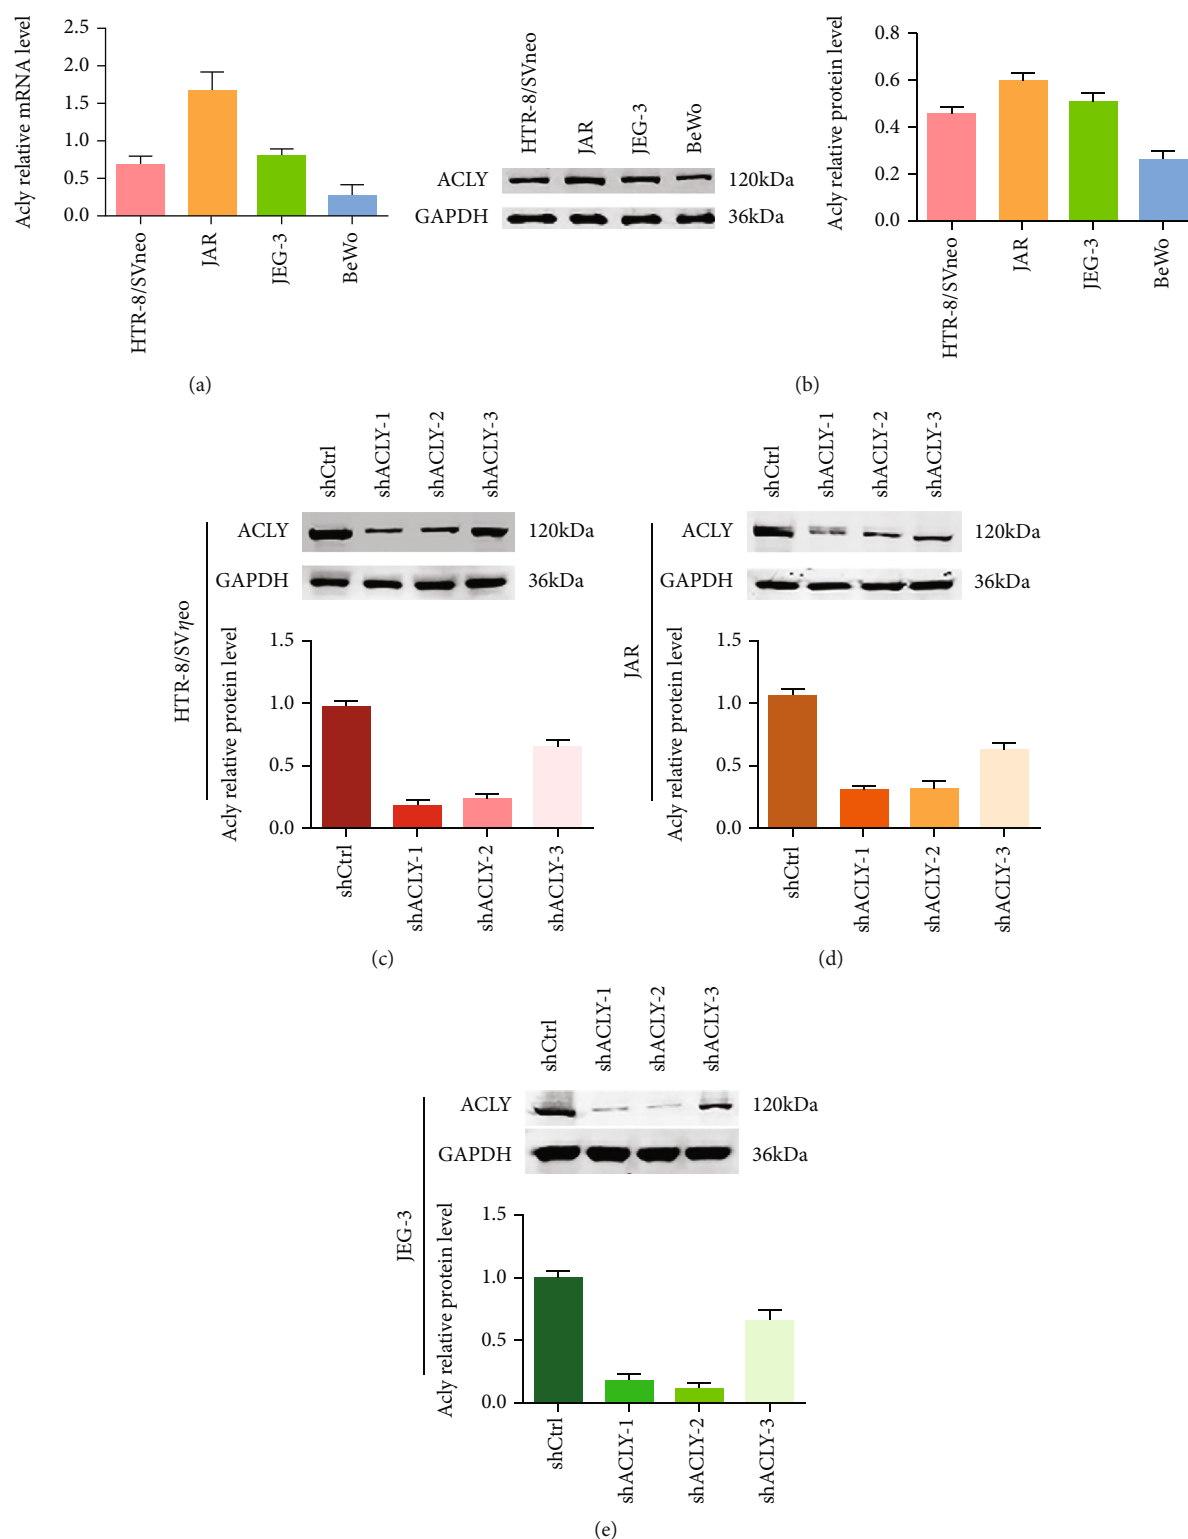 Acly relative mRNA level
2.5
2.0
1.5
1.0
0.5
0.0
HTR-8/SVneo
JAR
JEG-3
BeWo
(a)
HTR-8/SVneo
JAR
JEG-3
BeWo
ACLY
120kDa
GAPDH
36kDa
Acly relative protein level
0.8
0.6
0.4
0.2
0.0
HTR-8/SVneo
JAR
JEG-3
BeWo
(b)
HTR-8/SVηeo
shCtrl
shACLY-1
shACLY-2
shACLY-3
ACLY
120kDa
GAPDH
36kDa
Acly relative protein level
1.5
1.0
0.5
0.0
shCtrl
shACLY-1
shACLY-2
shACLY-3
(c)
JAR
shCtrl
shACLY-1
shACLY-2
shACLY-3
ACLY
120kDa
GAPDH
36kDa
Acly relative protein level
1.5
1.0
0.5
0.0
shCtrl
shACLY-1
shACLY-2
shACLY-3
(d)
JEG-3
shCtrl
shACLY-1
shACLY-2
shACLY-3
ACLY
120kDa
GAPDH
36kDa
Acly relative protein level
1.5
1.0
0.5
0.0
shCtrl
shACLY-1
shACLY-2
shACLY-3
(e)